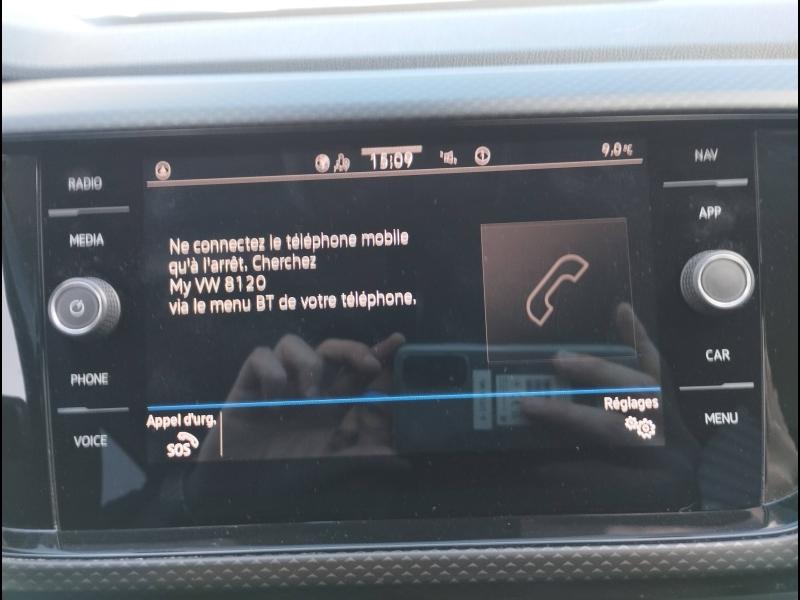 15:09
9,0°C
RADIO
MEDIA
PHONE
VOICE
Ne connectez le téléphone mobile
qu'à l'arrêt. Cherchez
My VW 8120
via le menu BT de votre téléphone.
Appel d'urg.
SOS
Réglages
NAV
APP
CAR
MENU